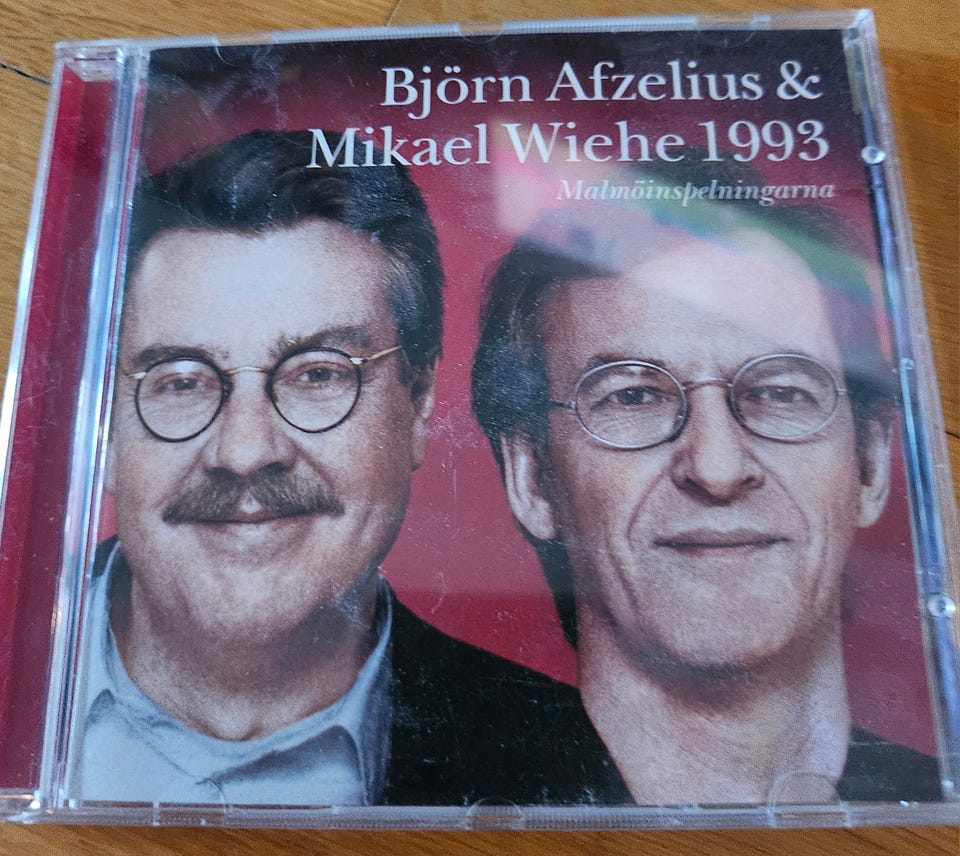 Björn Afzelius &
Mikael Wiehe 1993
Malmöinspelningarna